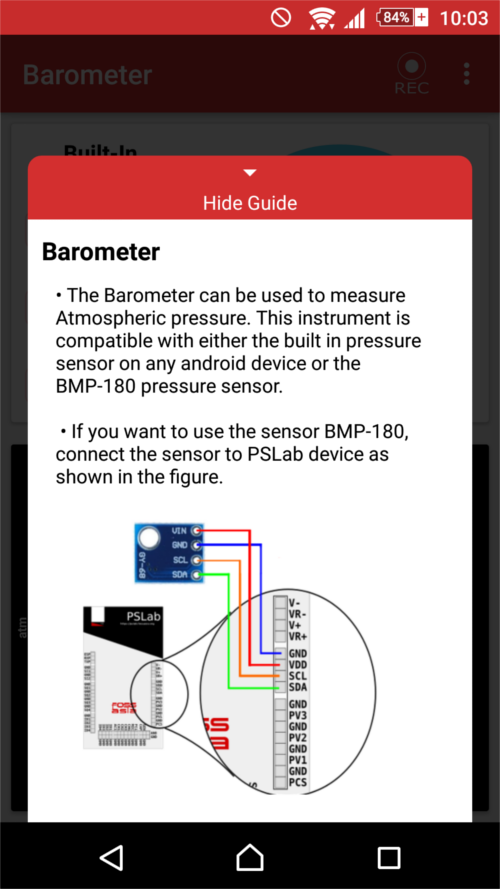 84%
10:03
Barometer
REC
Built-In
Hide Guide
Barometer
• The Barometer can be used to measure
Atmospheric pressure. This instrument is
compatible with either the built in pressure
sensor on any android device or the
BMP-180 pressure sensor.
• If you want to use the sensor BMP-180,
connect the sensor to PSLab device as
shown in the figure.
VIN
GND
SCL
SDA
PSLab
FOSS
ASIA
V-
VR-
V+
VR+
GND
VDD
SCL
SDA
GND
PV3
GND
PV2
GND
PV1
GND
PCS
atm